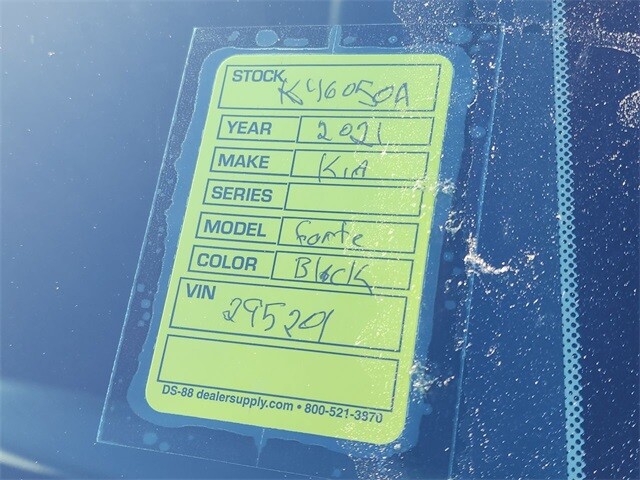 STOCK K46050A
YEAR 2021
MAKE KIA
SERIES
MODEL Forte
COLOR Black
VIN
DS-88 dealersupply.com • 800-521-3970